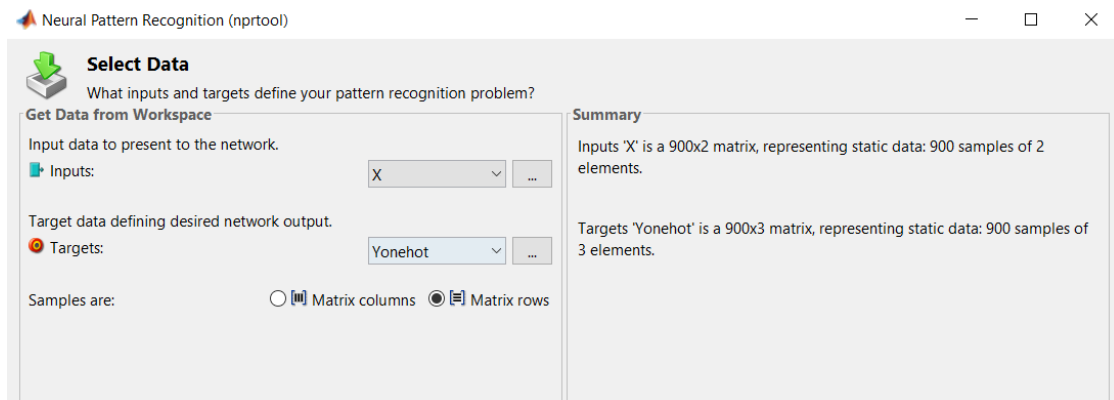 Neural Pattern Recognition (nprtool)
Select Data
What inputs and targets define your pattern recognition problem?
Get Data from Workspace
Input data to present to the network.
Inputs:
X
...
Target data defining desired network output.
Targets:
Yonehot
...
Samples are:
Matrix columns
Matrix rows
Summary
Inputs 'X' is a 900x2 matrix, representing static data: 900 samples of 2
elements.
Targets 'Yonehot' is a 900x3 matrix, representing static data: 900 samples of
3 elements.